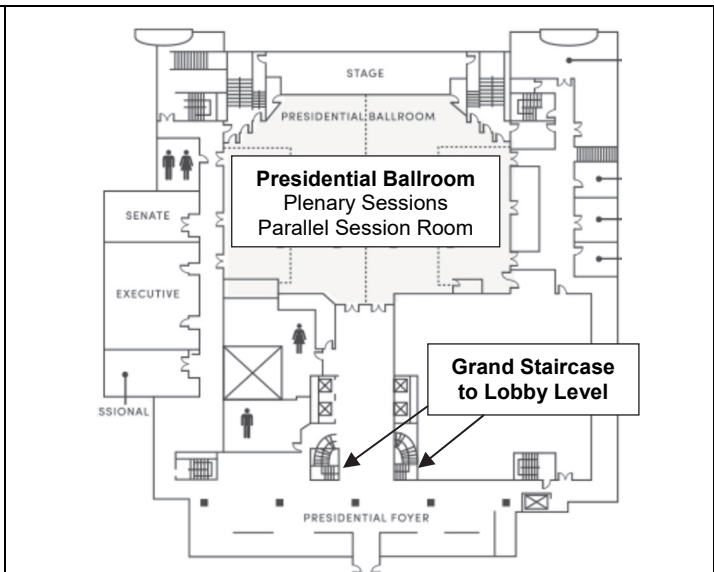 STAGE
PRESIDENTIAL BALLROOM
Presidential Ballroom
Plenary Sessions
Parallel Session Room
SENATE
EXECUTIVE
SSIONAL
Grand Staircase
to Lobby Level
PRESIDENTIAL FOYER